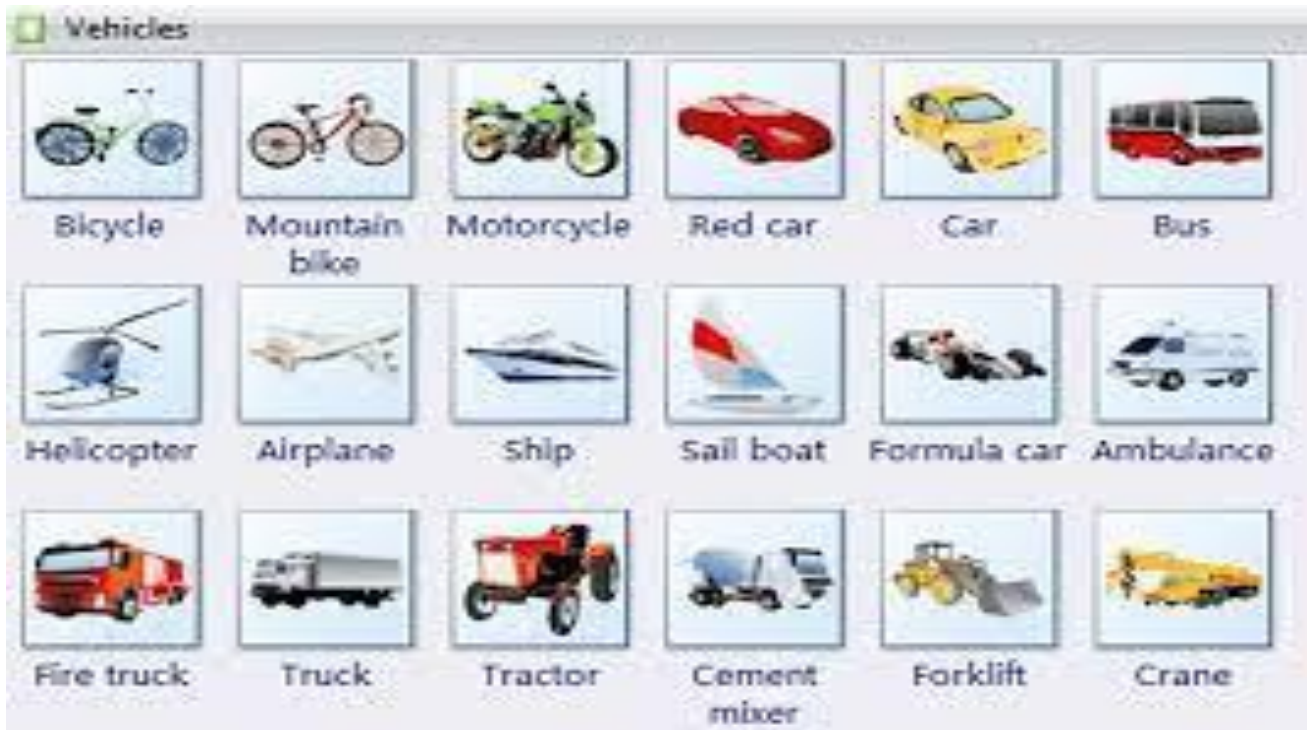 Vehicles
Bicycle
Mountain bike
Motorcycle
Red car
Car
Bus
Helicopter
Airplane
Ship
Sail boat
Formula car
Ambulance
Fire truck
Truck
Tractor
Cement mixer
Forklift
Crane